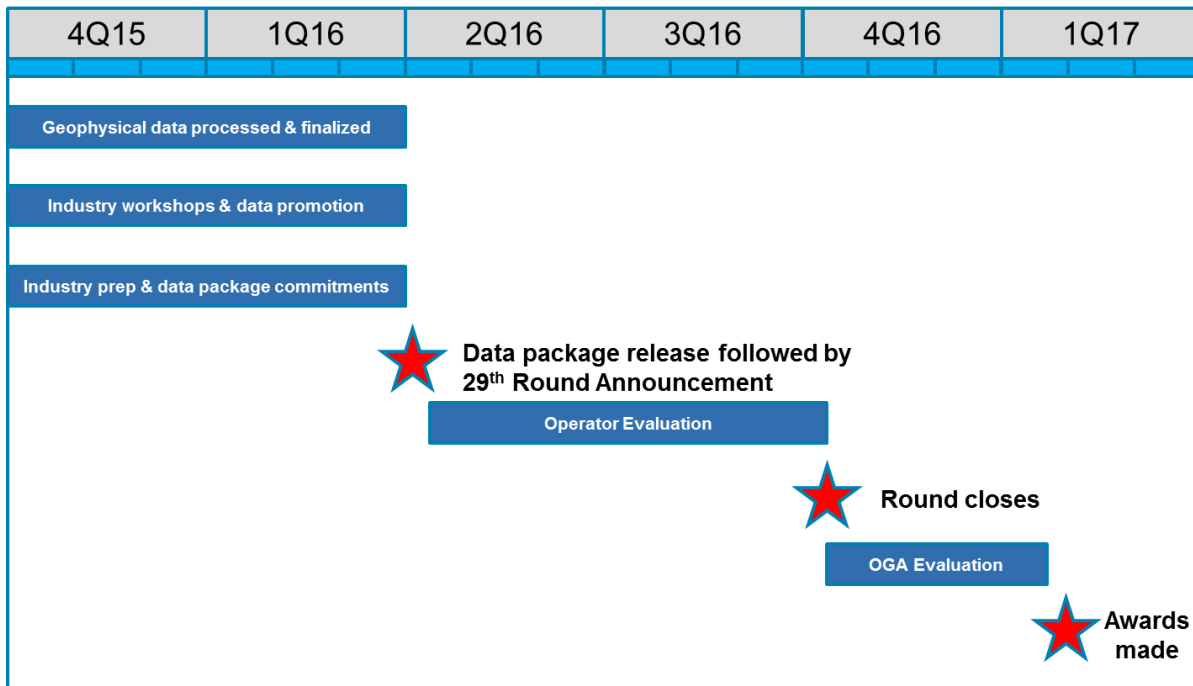 4Q15 1Q16 2Q16 3Q16 4Q16 1Q17
Geophysical data processed & finalized
Industry workshops & data promotion
Industry prep & data package commitments
Data package release followed by
29th Round Announcement
Operator Evaluation
Round closes
OGA Evaluation
Awards
made